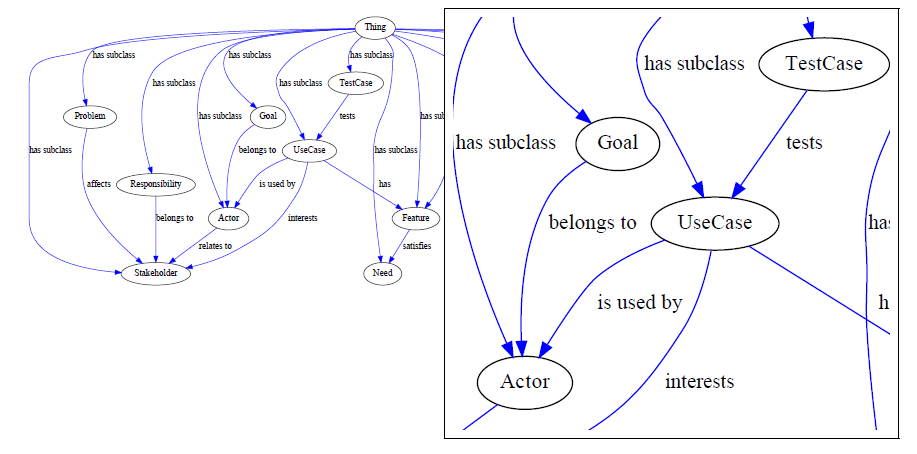 Thing
has subclass
has subclass
has subclass
has subclass
TestCase
has subclass
has subclass
Problem
has subclass
Goal
has sub
tests
has subclass
belongs to
UseCase
has subclass
affects
Responsibility
is used by
has
belongs to
Actor
interests
Feature
relates to
satisfies
Stakeholder
Need
has subclass
TestCase
has subclass
Goal
tests
belongs to
UseCase
has
is used by
h
Actor
interests